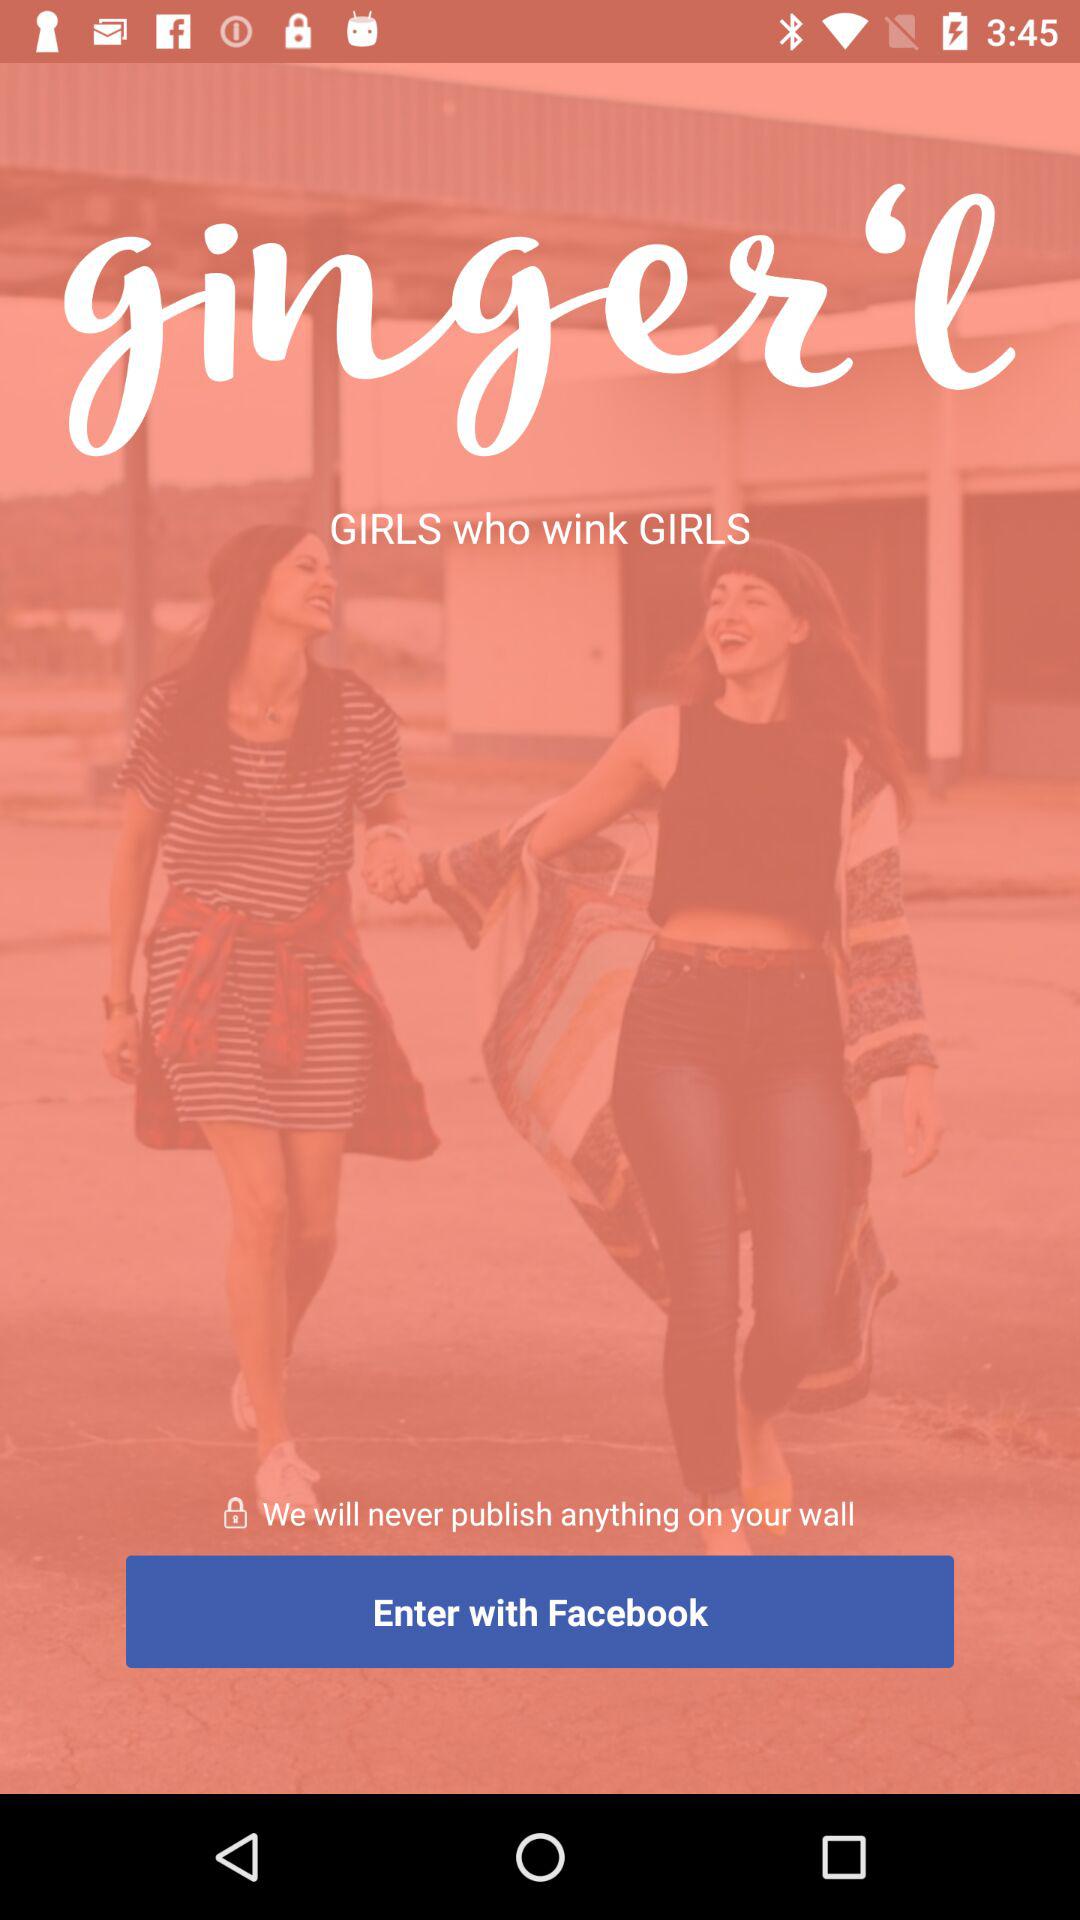 3:45
ginger‘l
GIRLS who wink GIRLS
We will never publish anything on your wall
Enter with Facebook